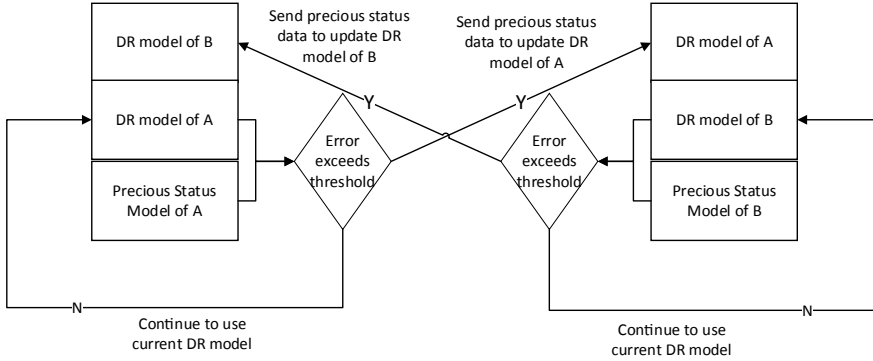 Send precious status
data to update DR
model of B
Send precious status
data to update DR
model of A
DR model of B
DR model of A
Y
Y
DR model of A
DR model of B
Error
exceeds
threshold
Error
exceeds
threshold
Precious Status
Model of A
Precious Status
Model of B
N
N
Continue to use
current DR model
Continue to use
current DR model